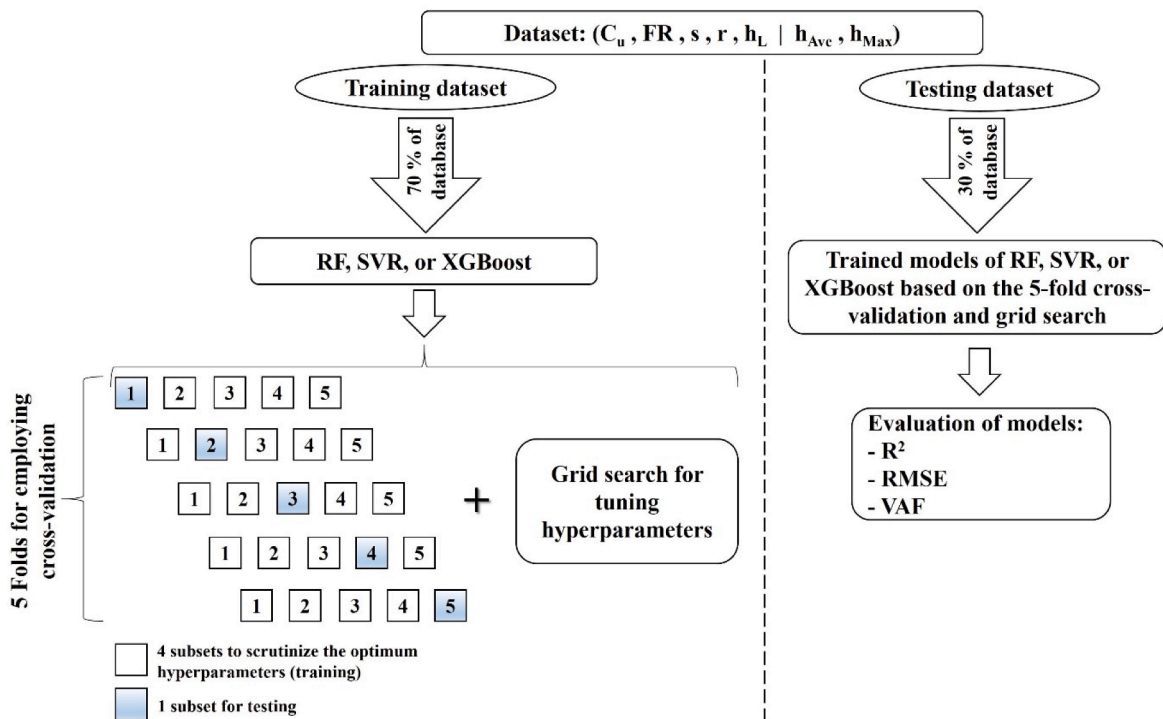 Dataset: (Cu , FR , s , r , hL | hAve , hMax)
Training dataset
70 % of
database
RF, SVR, or XGBoost
5 Folds for employing
cross-validation
1 2 3 4 5
1 2 3 4 5
1 2 3 4 5
1 2 3 4 5
1 2 3 4 5
+
Grid search for
tuning
hyperparameters
4 subsets to scrutinize the optimum
hyperparameters (training)
1 subset for testing
Testing dataset
30 % of
database
Trained models of RF, SVR, or
XGBoost based on the 5-fold cross-
validation and grid search
Evaluation of models:
- R²
- RMSE
- VAF